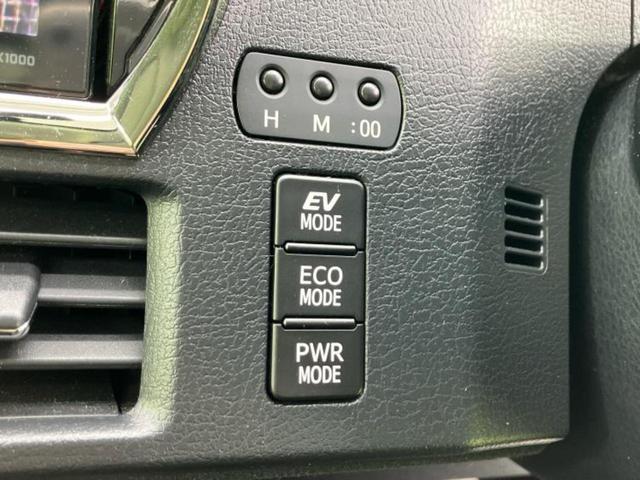 X1000
H M :00
EV
MODE
ECO
MODE
PWR
MODE